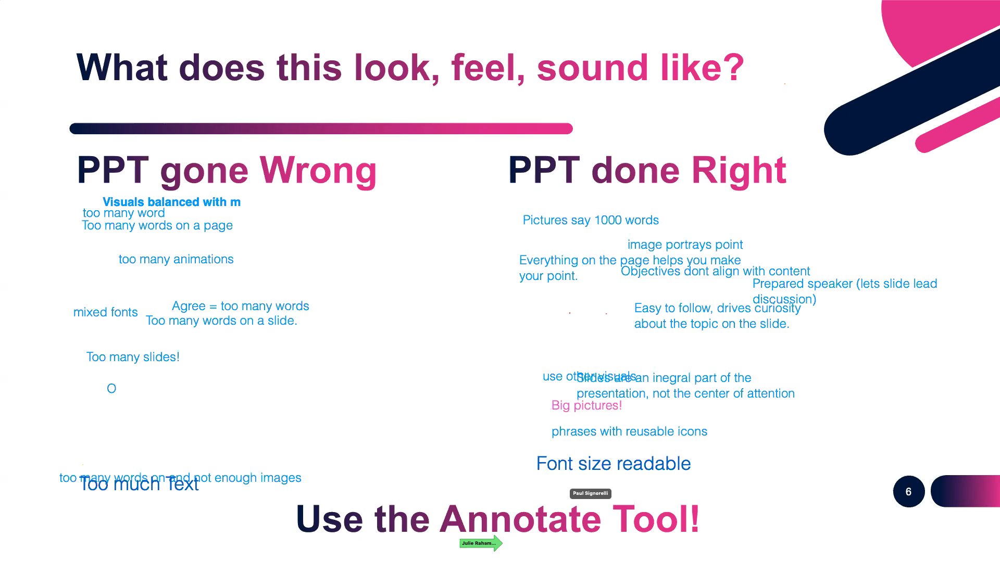 What does this look, feel, sound like?
PPT gone Wrong
Visuals balanced with m
too many word
Too many words on a page
too many animations
mixed fonts
Agree = too many words
Too many words on a slide.
Too many slides!
O
too many words on and not enough images
Too much Text
PPT done Right
Pictures say 1000 words
image portrays point
Everything on the page helps you make
your point.
Objectives dont align with content
Prepared speaker (lets slide lead
discussion)
Easy to follow, drives curiosity
about the topic on the slide.
use other visuals
Slides are an inegral part of the
presentation, not the center of attention
Big pictures!
phrases with reusable icons
Font size readable
6
Paul Signorelli
Use the Annotate Tool!
Julie Raham...